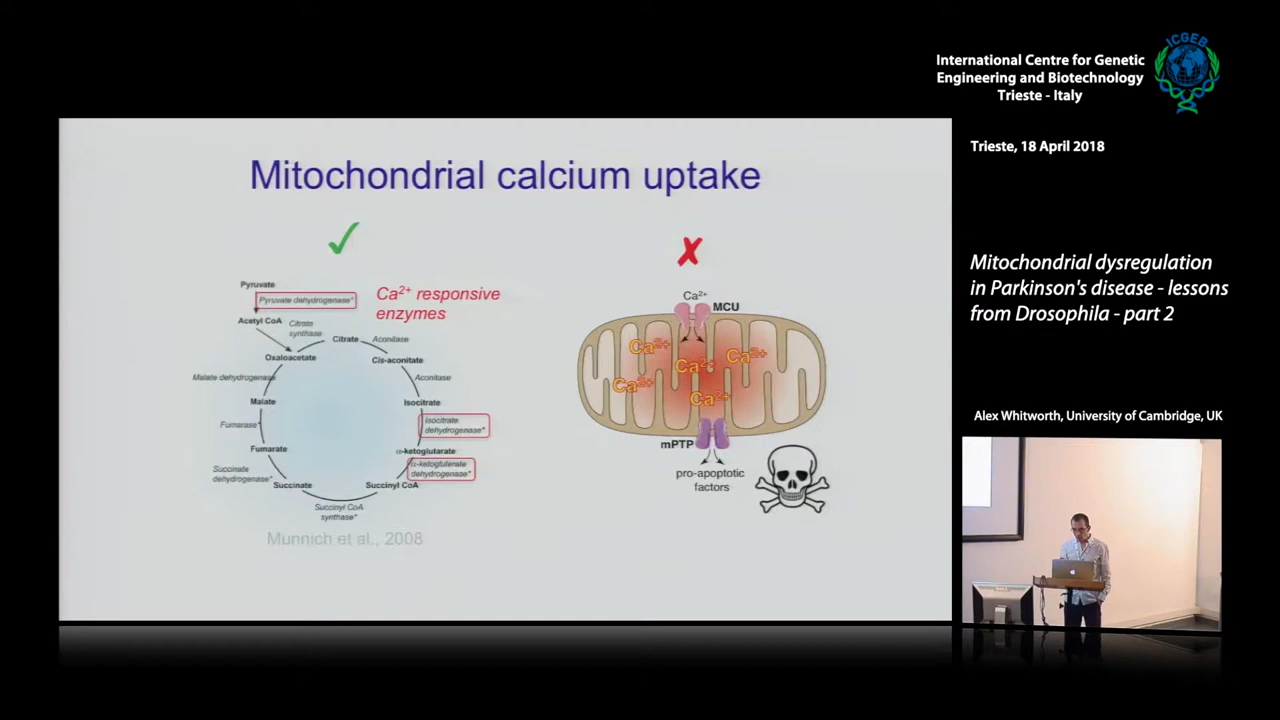 International Centre for Genetic
Engineering and Biotechnology
Trieste - Italy
ICGEB
Trieste, 18 April 2018
Mitochondrial dysregulation
in Parkinson's disease - lessons
from Drosophila - part 2
Alex Whitworth, University of Cambridge, UK
Mitochondrial calcium uptake
✓
✗
Pyruvate
Pyruvate dehydrogenase*
Ca²⁺ responsive
enzymes
Acetyl CoA
Citrate
synthase
Citrate
Aconitase
Oxaloacetate
Cis-aconitate
Malate dehydrogenase
Aconitase
Malate
Isocitrate
Fumarase*
Isocitrate
dehydrogenase*
Fumarate
α-ketoglutarate
α-ketogluterate
dehydrogenase*
Succinate
dehydrogenase*
Succinate
Succinyl CoA
Succinyl CoA
synthase*
Munnich et al., 2008
Ca²⁺
MCU
Ca²⁺
Ca²⁺
Ca²⁺
Ca²⁺
Ca²⁺
mPTP
pro-apoptotic
factors